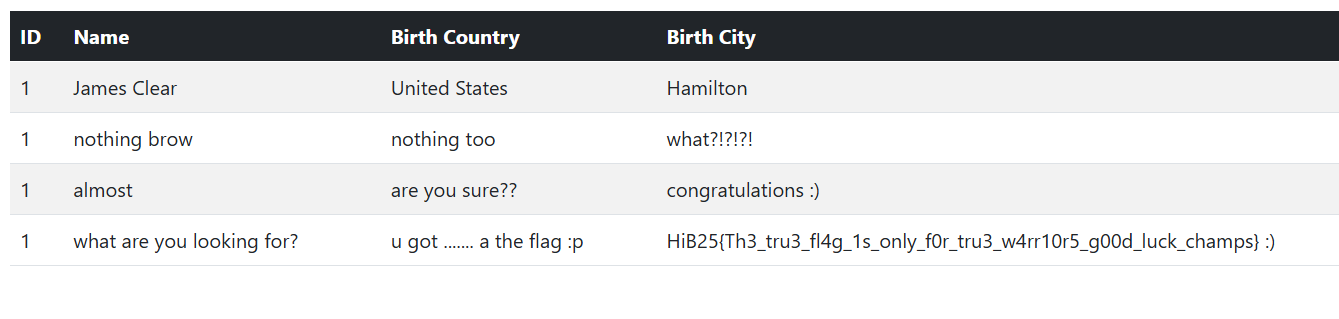 ID Name Birth Country Birth City
1 James Clear United States Hamilton
1 nothing brow nothing too what?!?!?!
1 almost are you sure?? congratulations :)
1 what are you looking for? u got ....... a the flag :p HiB25{Th3_tru3_fl4g_1s_only_f0r_tru3_w4rr10r5_g00d_luck_champs} :)